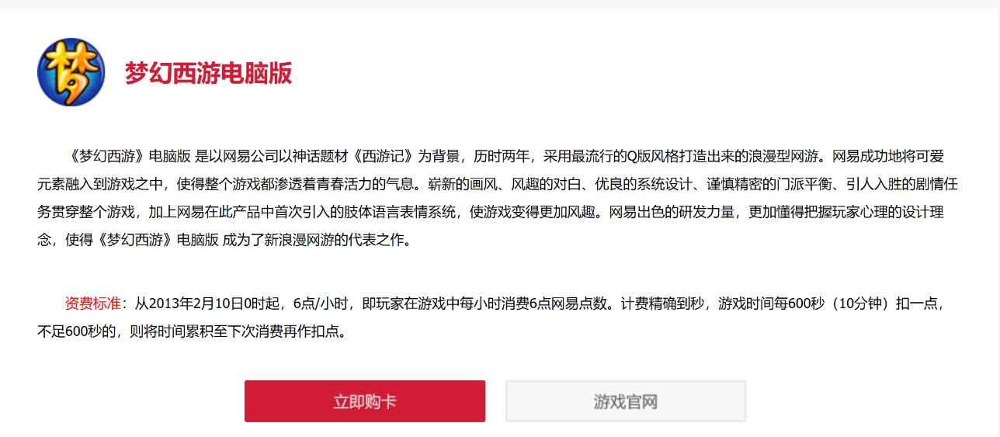 梦
梦幻西游电脑版
《梦幻西游》电脑版 是以网易公司以神话题材《西游记》为背景，历时两年，采用最流行的Q版风格打造出来的浪漫型网游。网易成功地将可爱
元素融入到游戏之中，使得整个游戏都渗透着青春活力的气息。崭新的画风、风趣的对白、优良的系统设计、谨慎精密的门派平衡、引人入胜的剧情任
务贯穿整个游戏，加上网易在此产品中首次引入的肢体语言表情系统，使游戏变得更加风趣。网易出色的研发力量，更加懂得把握玩家心理的设计理
念，使得《梦幻西游》电脑版 成为了新浪漫网游的代表之作。
资费标准：从2013年2月10日0时起，6点/小时，即玩家在游戏中每小时消费6点网易点数。计费精确到秒，游戏时间每600秒（10分钟）扣一点，
不足600秒的，则将时间累积至下次消费再作扣点。
立即购卡
游戏官网